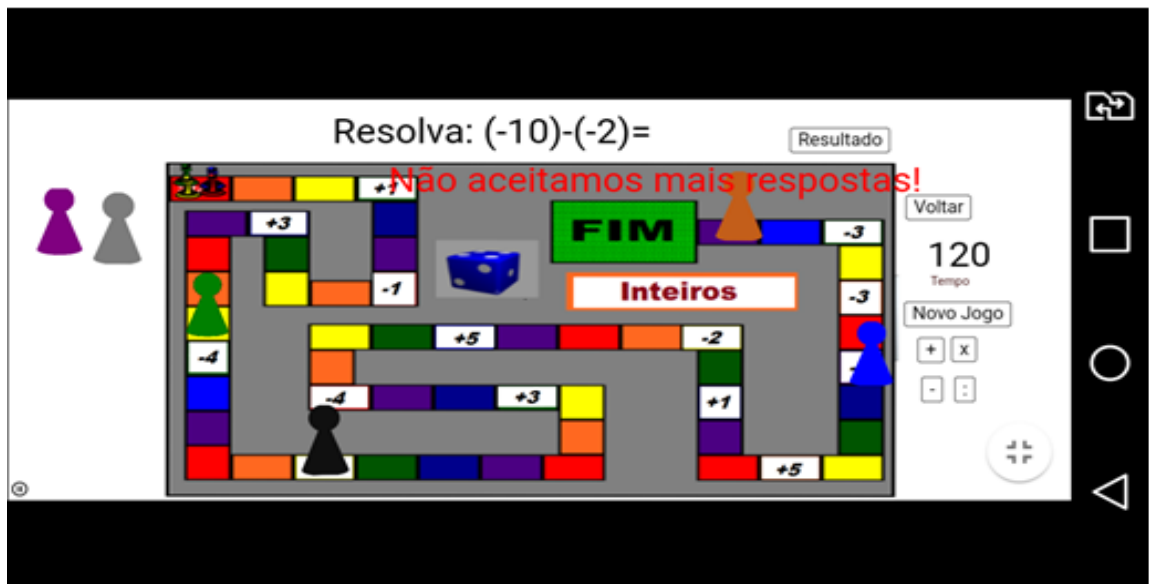 Resolva: (-10)-(-2)=
Resultado
Não aceitamos mais respostas!
+1
Voltar
+3
FIM
-3
120
Tempo
-1
Inteiros
-3
Novo Jogo
+5
-2
+ x
-4
-4
+3
+1
- :
+5